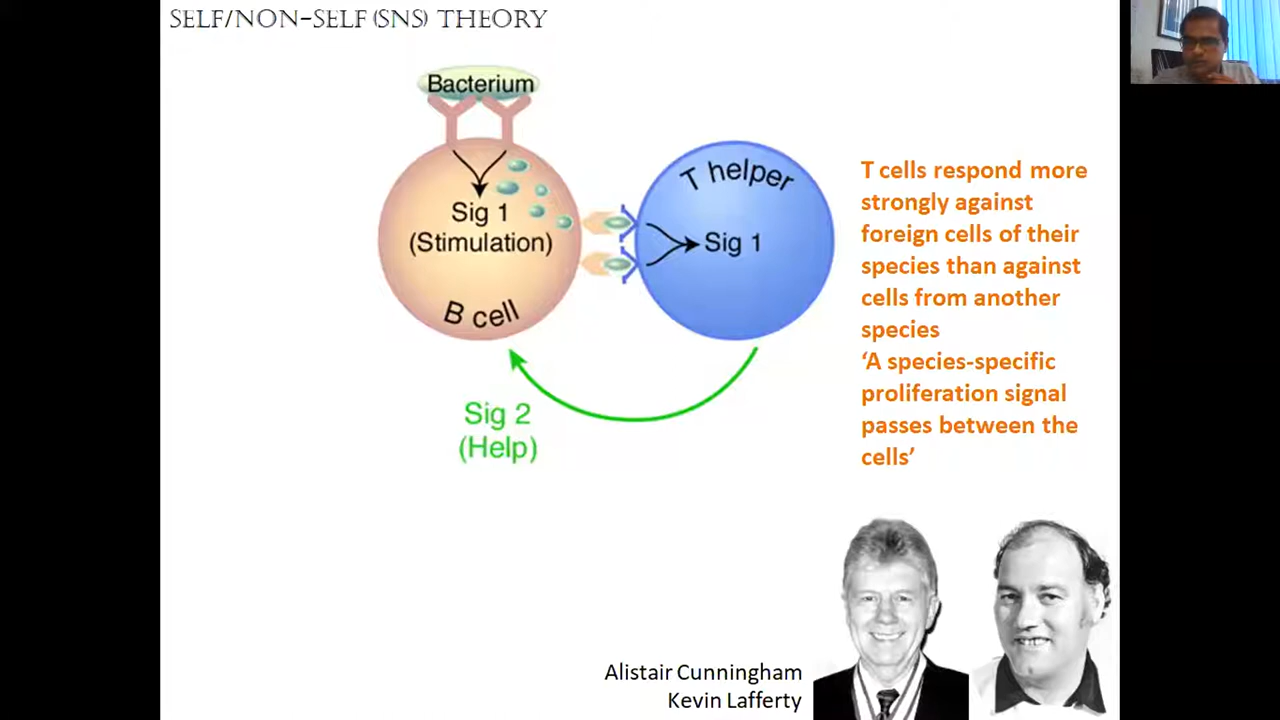 SELF/NON-SELF (SNS) THEORY
Bacterium
Sig 1
(Stimulation)
B cell
T helper
Sig 1
Sig 2
(Help)
T cells respond more
strongly against
foreign cells of their
species than against
cells from another
species
‘A species-specific
proliferation signal
passes between the
cells’
Alistair Cunningham
Kevin Lafferty